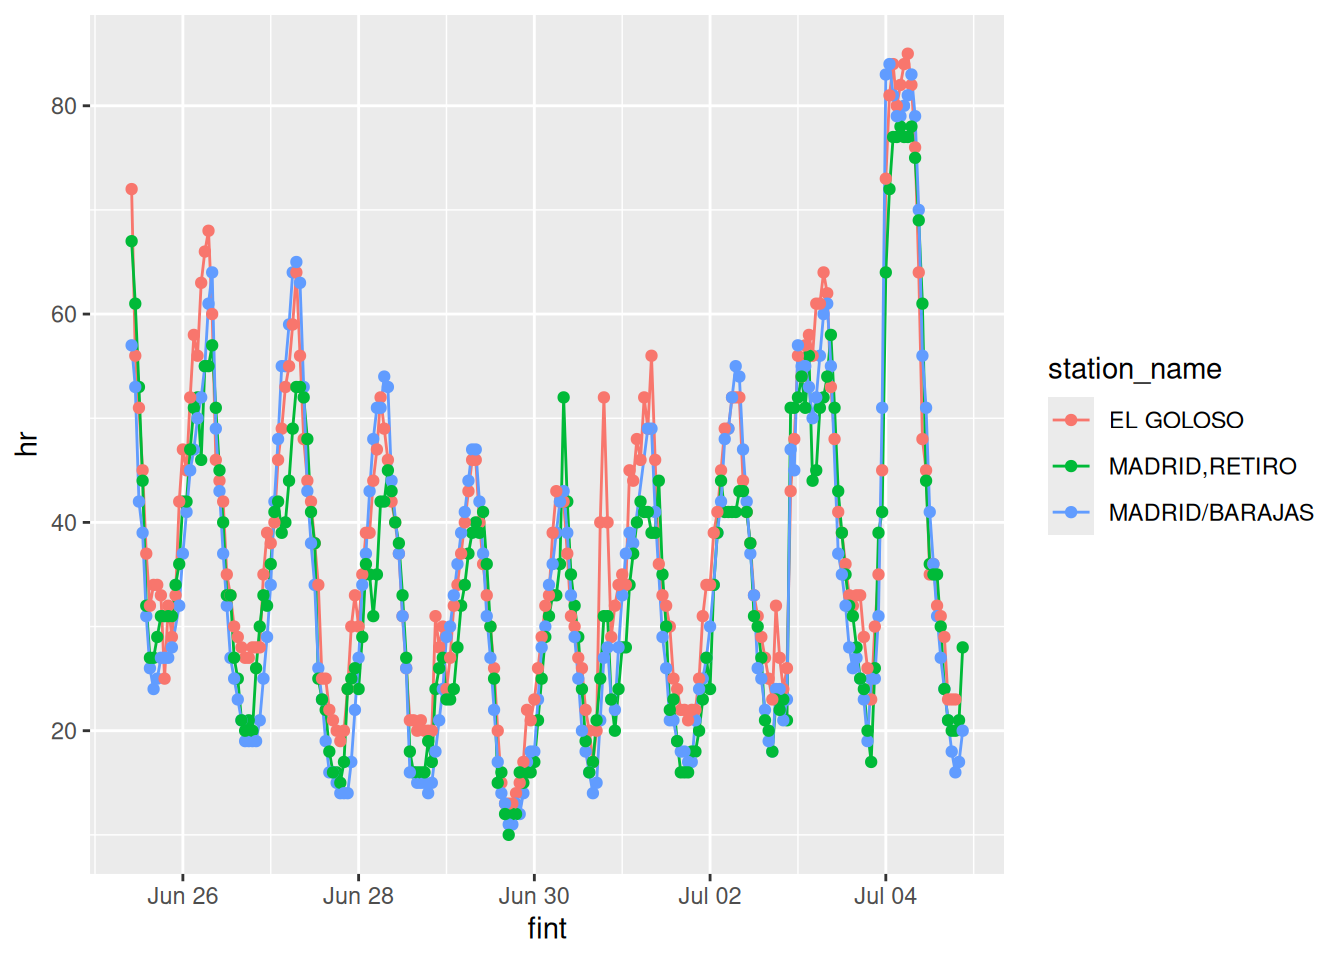 80
60
40
20
hr
Jun 26
Jun 28
Jun 30
Jul 02
Jul 04
fint
station_name
EL GOLOSO
MADRID,RETIRO
MADRID/BARAJAS